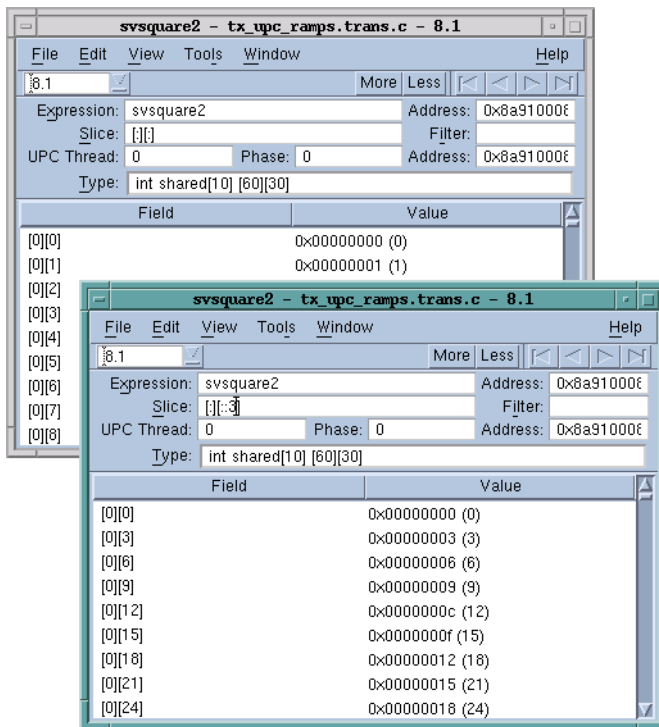 svsquare2 - tx_upc_ramps.trans.c - 8.1
File Edit View Tools Window Help
8.1 More Less
Expression: svsquare2 Address: 0x8a910008
Slice: [:][:] Filter:
UPC Thread: 0 Phase: 0 Address: 0x8a910008
Type: int shared[10] [60][30]
Field Value
[0][0] 0x00000000 (0)
[0][1] 0x00000001 (1)
[0][2]
[0][3]
[0][4]
[0][5]
[0][6]
[0][7]
[0][8]
svsquare2 - tx_upc_ramps.trans.c - 8.1
File Edit View Tools Window Help
8.1 More Less
Expression: svsquare2 Address: 0x8a910008
Slice: [:][::3] Filter:
UPC Thread: 0 Phase: 0 Address: 0x8a910008
Type: int shared[10] [60][30]
Field Value
[0][0] 0x00000000 (0)
[0][3] 0x00000003 (3)
[0][6] 0x00000006 (6)
[0][9] 0x00000009 (9)
[0][12] 0x0000000c (12)
[0][15] 0x0000000f (15)
[0][18] 0x00000012 (18)
[0][21] 0x00000015 (21)
[0][24] 0x00000018 (24)